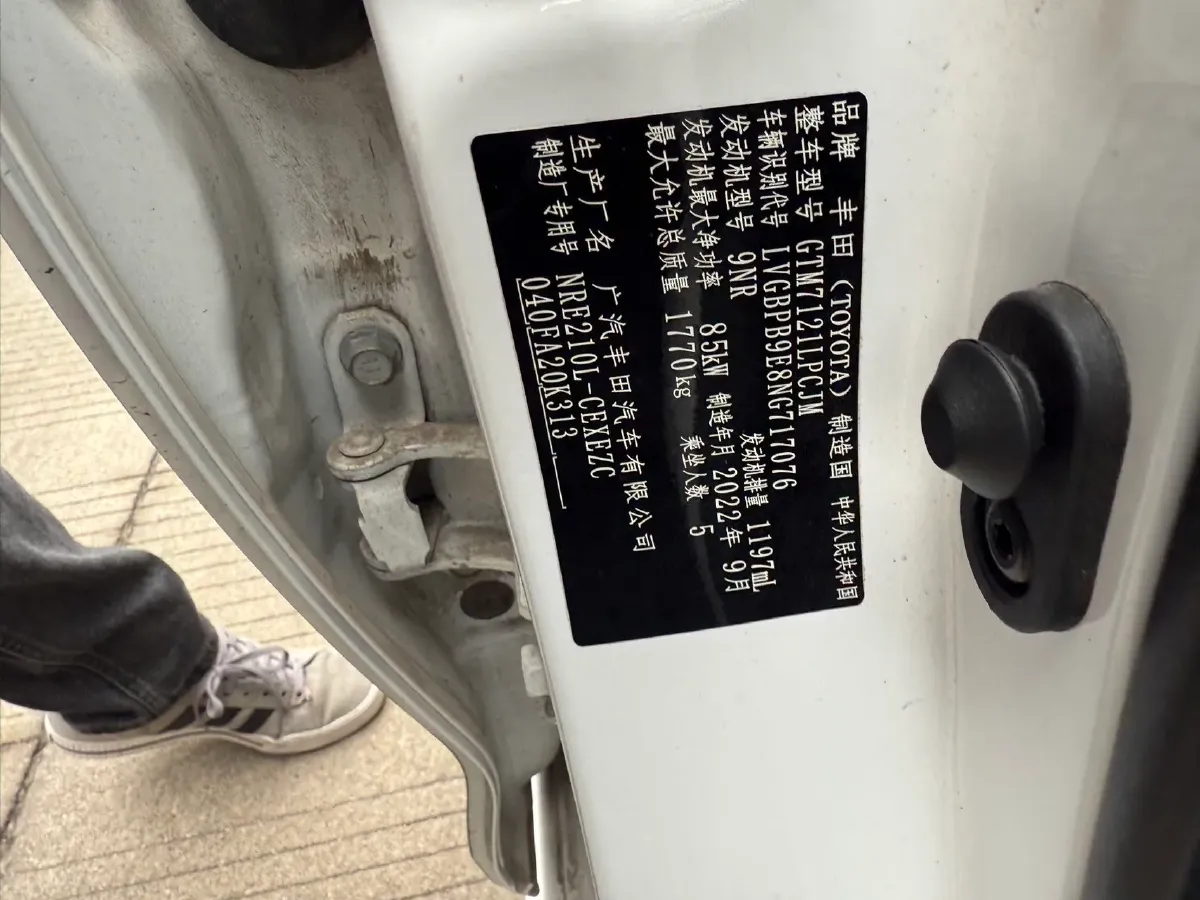 品牌 丰田（TOYOTA） 制造国 中华人民共和国
整车型号 GTM7121LPCJM
车辆识别代号 LVGBPB9E8NG717076
发动机型号 9NR 发动机排量 1197mL
发动机最大净功率 85kW 制造年月 2022年 9月
最大允许总质量 1770kg 乘坐人数 5
生产厂名 广汽丰田汽车有限公司
制造厂专用号 NRE210L-CEXEZC
040FA20K313